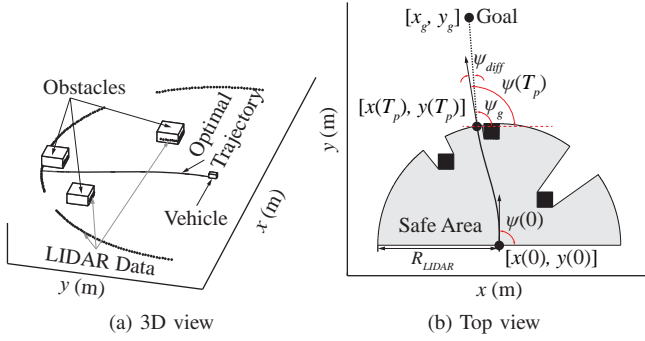 Obstacles
Optimal
Trajectory
Vehicle
LIDAR Data
y (m)
x (m)
(a) 3D view
[x_g, y_g]
Goal
ψ_diff
ψ(T_p)
[x(T_p), y(T_p)]
ψ_g
y (m)
Safe Area
ψ(0)
R_LIDAR
[x(0), y(0)]
x (m)
(b) Top view